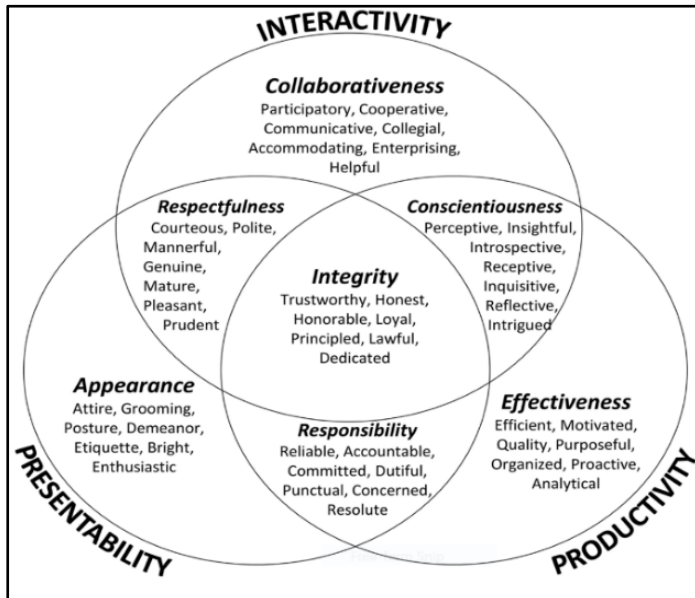 INTERACTIVITY
Collaborativeness
Participatory, Cooperative,
Communicative, Collegial,
Accommodating, Enterprising,
Helpful
Respectfulness
Courteous, Polite,
Mannerful,
Genuine,
Mature,
Pleasant,
Prudent
Conscientiousness
Perceptive, Insightful,
Introspective,
Receptive,
Inquisitive,
Reflective,
Intrigued
Integrity
Trustworthy, Honest,
Honorable, Loyal,
Principled, Lawful,
Dedicated
Appearance
Attire, Grooming,
Posture, Demeanor,
Etiquette, Bright,
Enthusiastic
Responsibility
Reliable, Accountable,
Committed, Dutiful,
Punctual, Concerned,
Resolute
Effectiveness
Efficient, Motivated,
Quality, Purposeful,
Organized, Proactive,
Analytical
PRESENTABILITY
PRODUCTIVITY